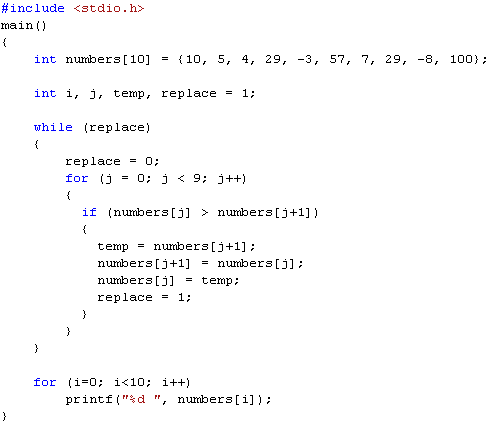 #include <stdio.h>
main()
{
    int numbers[10] = {10, 5, 4, 29, -3, 57, 7, 29, -8, 100};
    int i, j, temp, replace = 1;
    while (replace)
    {
        replace = 0;
        for (j = 0; j < 9; j++)
        {
          if (numbers[j] > numbers[j+1])
          {
            temp = numbers[j+1];
            numbers[j+1] = numbers[j];
            numbers[j] = temp;
            replace = 1;
          }
        }
    }
    for (i=0; i<10; i++)
        printf("%d ", numbers[i]);
}